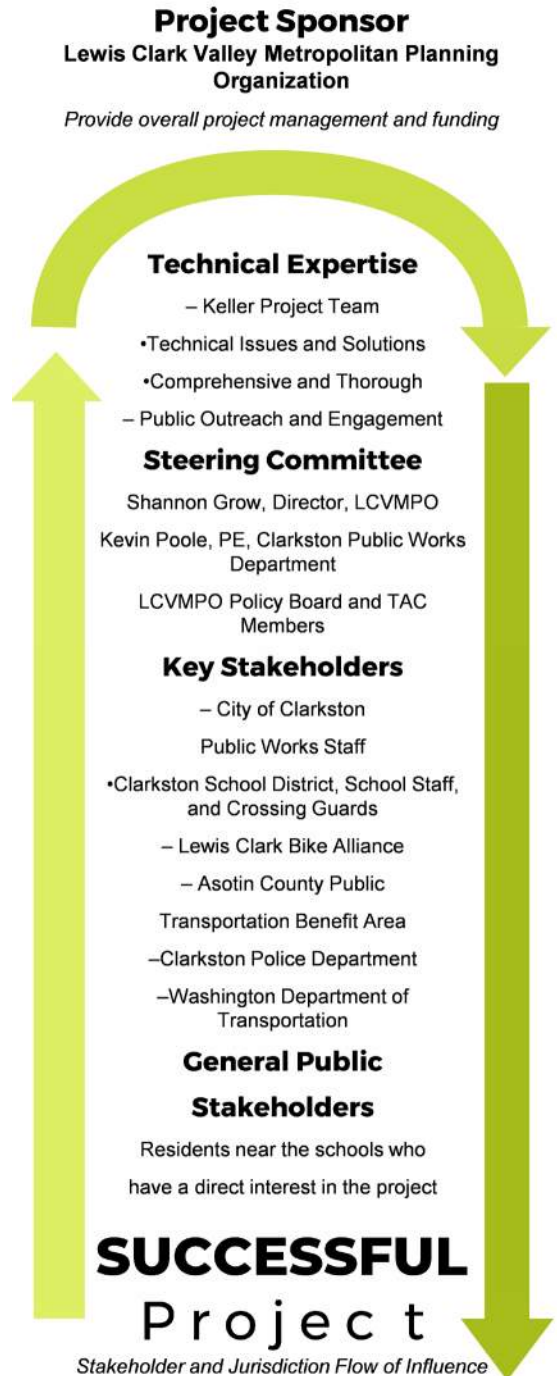 Project Sponsor
Lewis Clark Valley Metropolitan Planning
Organization
Provide overall project management and funding
Technical Expertise
– Keller Project Team
•Technical Issues and Solutions
•Comprehensive and Thorough
– Public Outreach and Engagement
Steering Committee
Shannon Grow, Director, LCVMPO
Kevin Poole, PE, Clarkston Public Works
Department
LCVMPO Policy Board and TAC
Members
Key Stakeholders
– City of Clarkston
Public Works Staff
•Clarkston School District, School Staff,
and Crossing Guards
– Lewis Clark Bike Alliance
– Asotin County Public
Transportation Benefit Area
–Clarkston Police Department
–Washington Department of
Transportation
General Public
Stakeholders
Residents near the schools who
have a direct interest in the project
SUCCESSFUL
Project
Stakeholder and Jurisdiction Flow of Influence